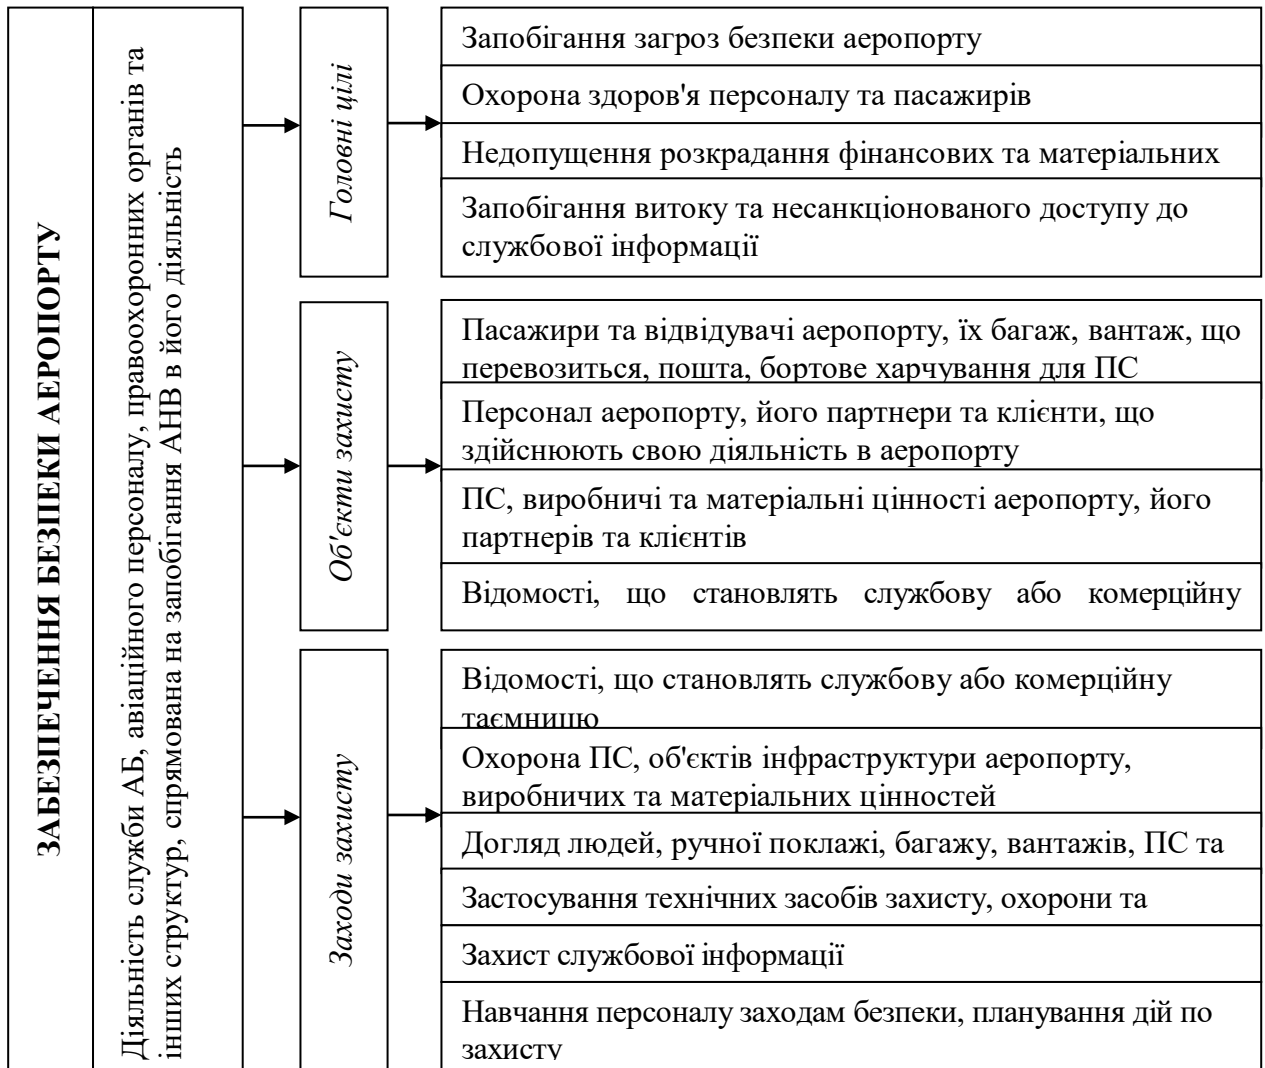 ЗАБЕЗПЕЧЕННЯ БЕЗПЕКИ АЕРОПОРТУ
Діяльність служби АБ, авіаційного персоналу, правоохоронних органів та
інших структур, спрямована на запобігання АНВ в його діяльність
Головні цілі
Запобігання загроз безпеки аеропорту
Охорона здоров'я персоналу та пасажирів
Недопущення розкрадання фінансових та матеріальних
Запобігання витоку та несанкціонованого доступу до
службової інформації
Об'єкти захисту
Пасажири та відвідувачі аеропорту, їх багаж, вантаж, що
перевозиться, пошта, бортове харчування для ПС
Персонал аеропорту, його партнери та клієнти, що
здійснюють свою діяльність в аеропорту
ПС, виробничі та матеріальні цінності аеропорту, його
партнерів та клієнтів
Відомості, що становлять службову або комерційну
Заходи захисту
Відомості, що становлять службову або комерційну
таємницю
Охорона ПС, об'єктів інфраструктури аеропорту,
виробничих та матеріальних цінностей
Догляд людей, ручної поклажі, багажу, вантажів, ПС та
Застосування технічних засобів захисту, охорони та
Захист службової інформації
Навчання персоналу заходам безпеки, планування дій по
захисту